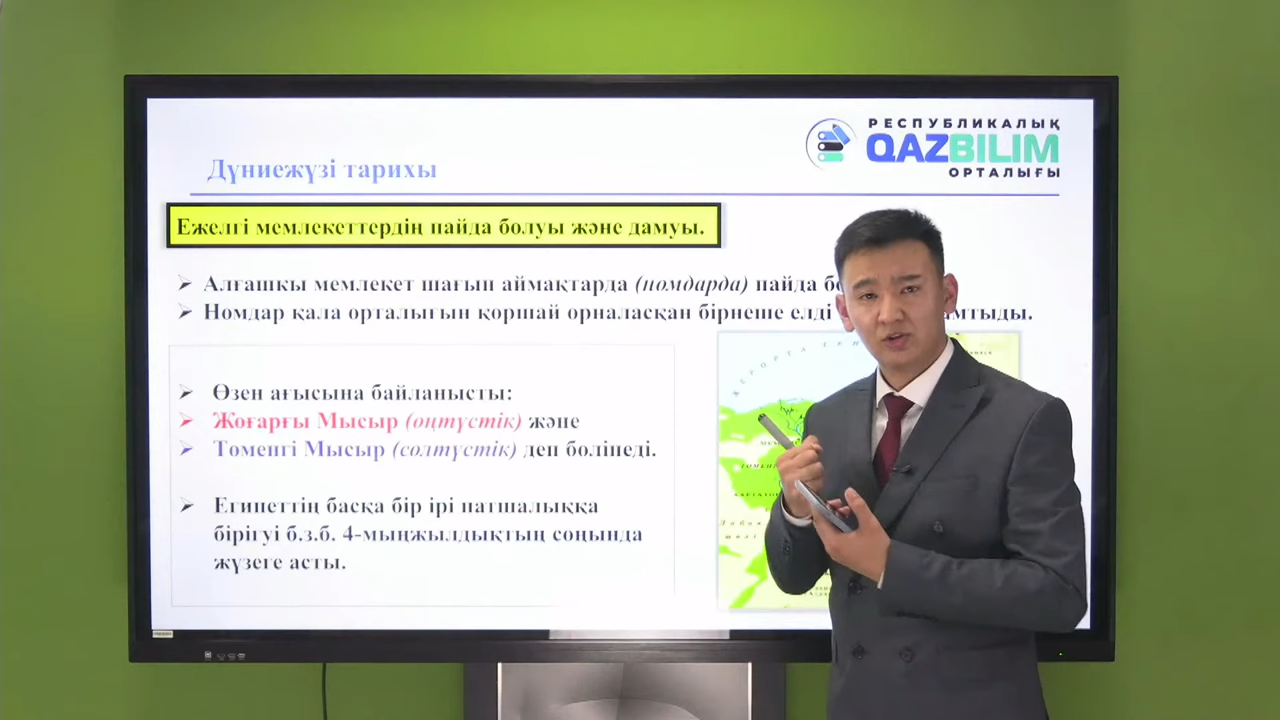 РЕСПУБЛИКАЛЫҚ
QAZBILIM
ОРТАЛЫҒЫ
Дүниежүзі тарихы
Ежелгі мемлекеттердің пайда болуы және дамуы.
Алғашқы мемлекет шағын аймақтарда (номдарда) пайда
Номдар қала орталығын қоршай орналасқан бірнеше елді
Өзен ағысына байланысты:
Жоғарғы Мысыр (оңтүстік) және
Төменгі Мысыр (солтүстік) деп бөлінеді.
Египеттің басқа бір ірі патшалыққа
бірігуі б.з.б. 4-мыңжылдықтың соңында
жүзеге асты.